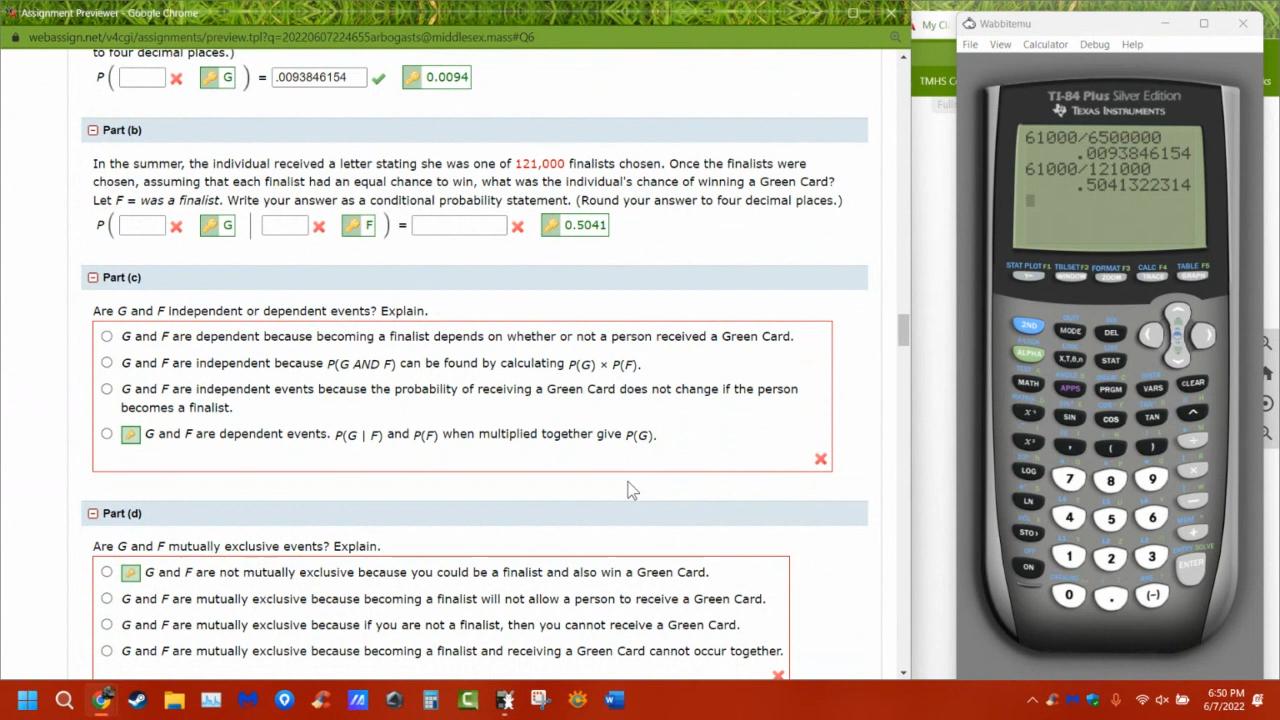 Assignment Previewer - Google Chrome
webassign.net/v4cgi/assignments/preview.tpl?q=20220607224655arbogasts@middlesex.mass#Q6
to four decimal places.)
P ( G ) = .0093846154 0.0094
Part (b)
In the summer, the individual received a letter stating she was one of 121,000 finalists chosen. Once the finalists were
chosen, assuming that each finalist had an equal chance to win, what was the individual's chance of winning a Green Card?
Let F = was a finalist. Write your answer as a conditional probability statement. (Round your answer to four decimal places.)
P ( G | F ) = 0.5041
Part (c)
Are G and F independent or dependent events? Explain.
G and F are dependent because becoming a finalist depends on whether or not a person received a Green Card.
G and F are independent because P(G AND F) can be found by calculating P(G) × P(F).
G and F are independent events because the probability of receiving a Green Card does not change if the person
becomes a finalist.
G and F are dependent events. P(G | F) and P(F) when multiplied together give P(G).
Part (d)
Are G and F mutually exclusive events? Explain.
G and F are not mutually exclusive because you could be a finalist and also win a Green Card.
G and F are mutually exclusive because becoming a finalist will not allow a person to receive a Green Card.
G and F are mutually exclusive because if you are not a finalist, then you cannot receive a Green Card.
G and F are mutually exclusive because becoming a finalist and receiving a Green Card cannot occur together.
My Cl
TMHS C
Wabbitemu
File View Calculator Debug Help
TI-84 Plus Silver Edition
TEXAS INSTRUMENTS
61000/6500000
.0093846154
61000/121000
.5041322314
STAT PLOT F1 TBLSET F2 FORMAT F3 CALC F4 TABLE F5
Y= WINDOW ZOOM TRACE GRAPH
2ND MODE DEL
ALPHA X,T,θ,n STAT
MATH APPS PRGM VARS CLEAR
SIN COS TAN ^
x² , ( ) ÷
LOG 7 8 9 ×
LN 4 5 6 −
STO› 1 2 3 +
ON 0 . (−) ENTER
6:50 PM
6/7/2022